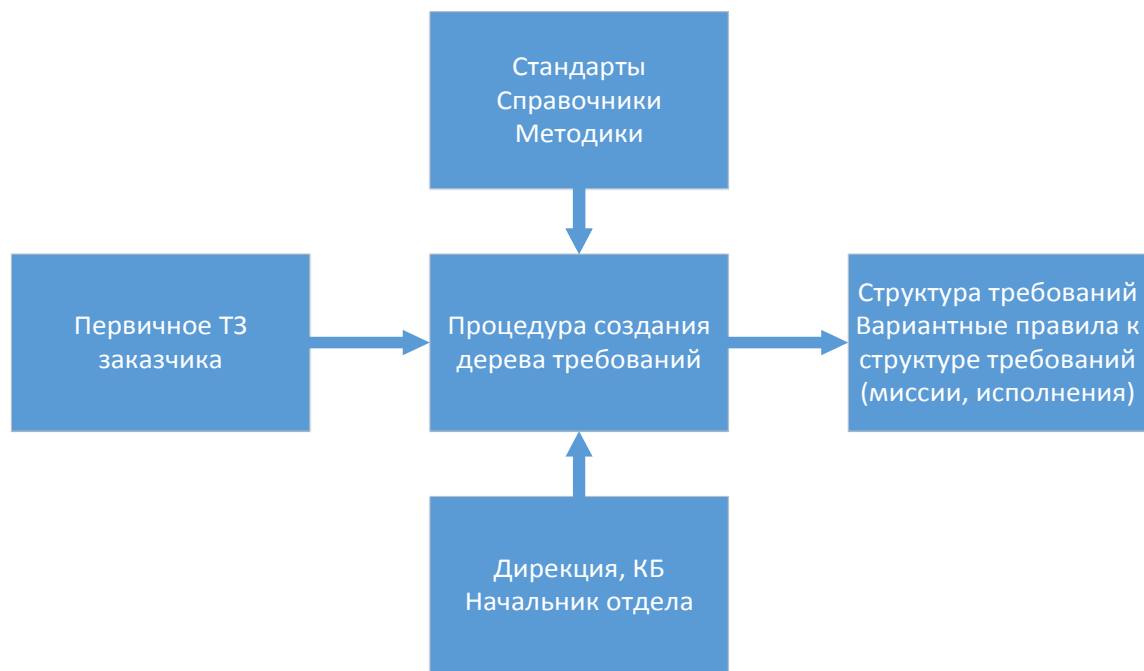 Стандарты
Справочники
Методики
Первичное ТЗ
заказчика
Процедура создания
дерева требований
Структура требований
Вариантные правила к
структуре требований
(миссии, исполнения)
Дирекция, КБ
Начальник отдела